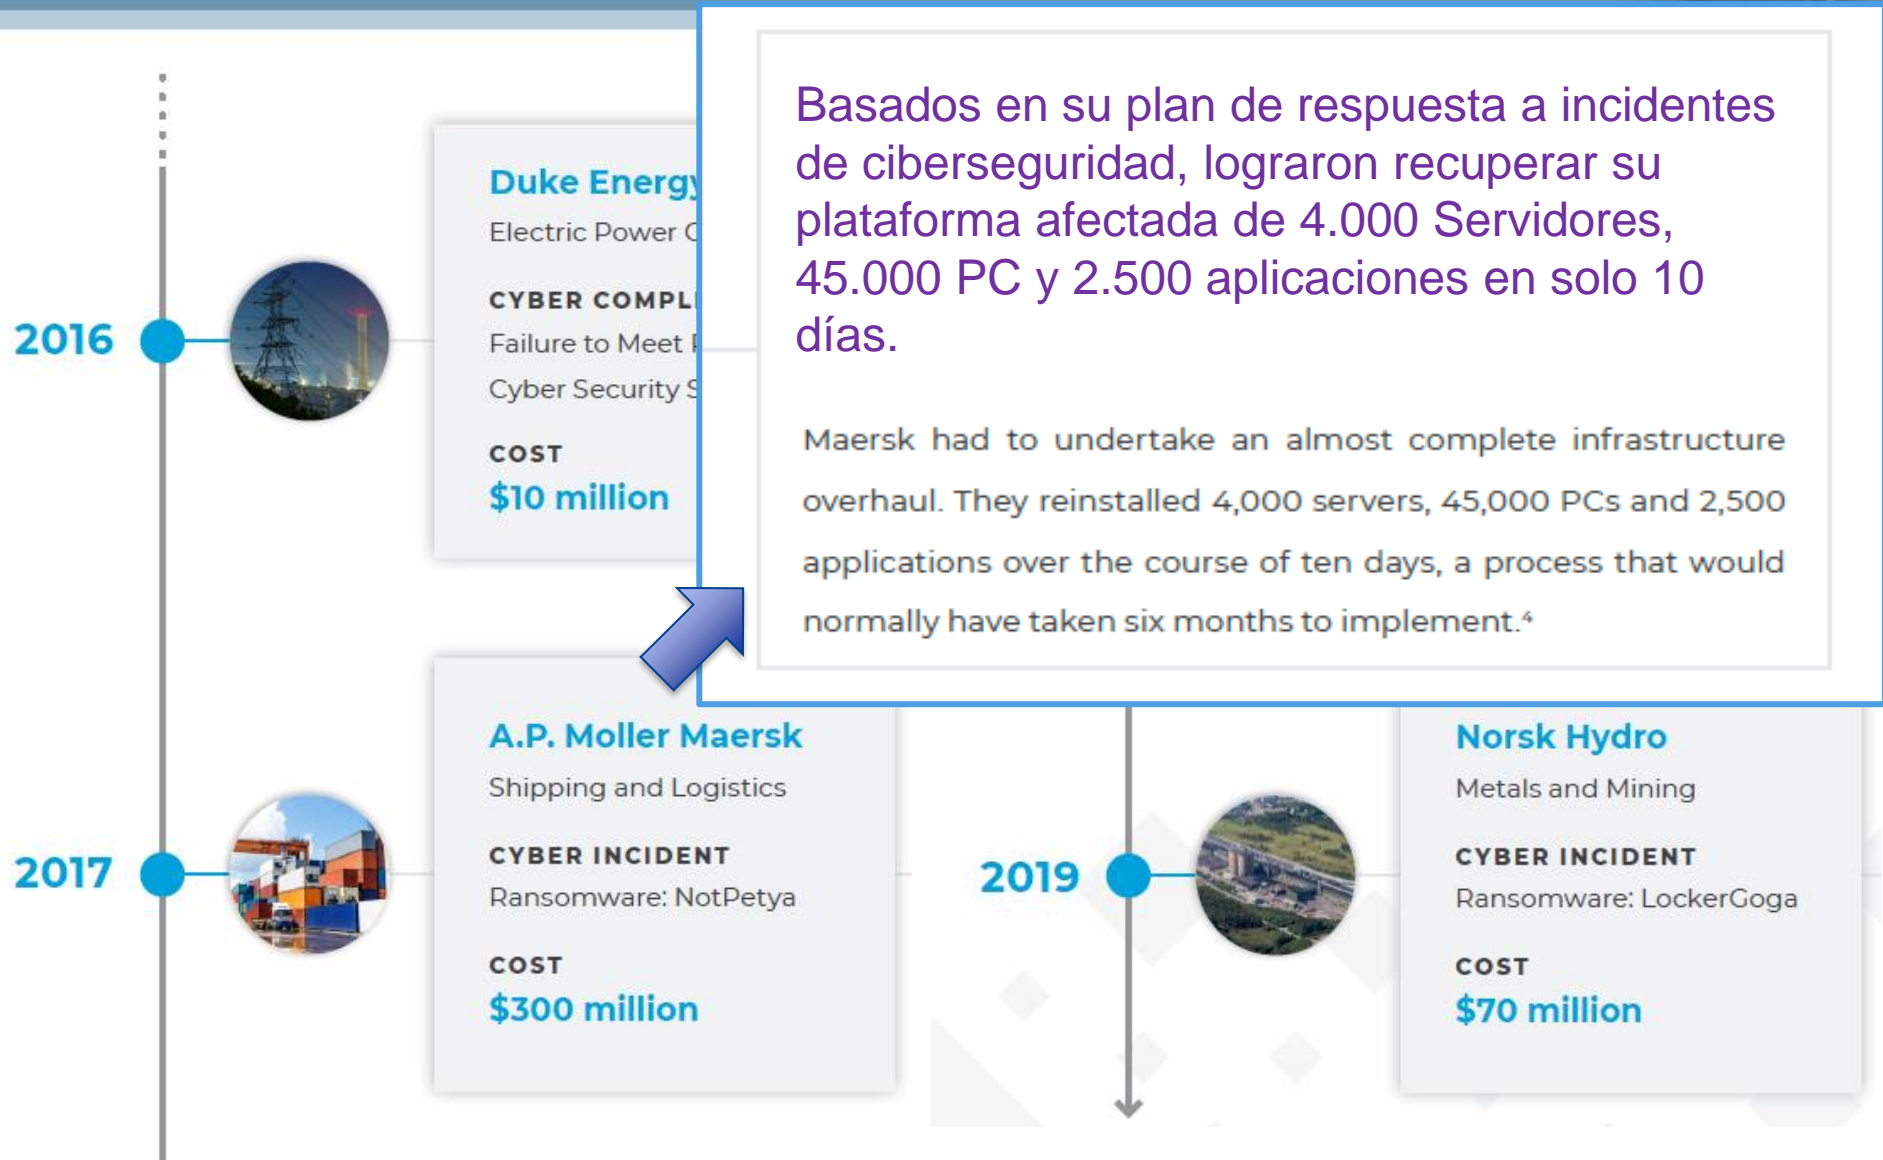 Basados en su plan de respuesta a incidentes
de ciberseguridad, lograron recuperar su
plataforma afectada de 4.000 Servidores,
45.000 PC y 2.500 aplicaciones en solo 10
días.
Maersk had to undertake an almost complete infrastructure
overhaul. They reinstalled 4,000 servers, 45,000 PCs and 2,500
applications over the course of ten days, a process that would
normally have taken six months to implement.⁴
2016
Duke Energy
Electric Power
CYBER
Failure to Meet
Cyber Security
COST
$10 million
2017
A.P. Moller Maersk
Shipping and Logistics
CYBER INCIDENT
Ransomware: NotPetya
COST
$300 million
2019
Norsk Hydro
Metals and Mining
CYBER INCIDENT
Ransomware: LockerGoga
COST
$70 million